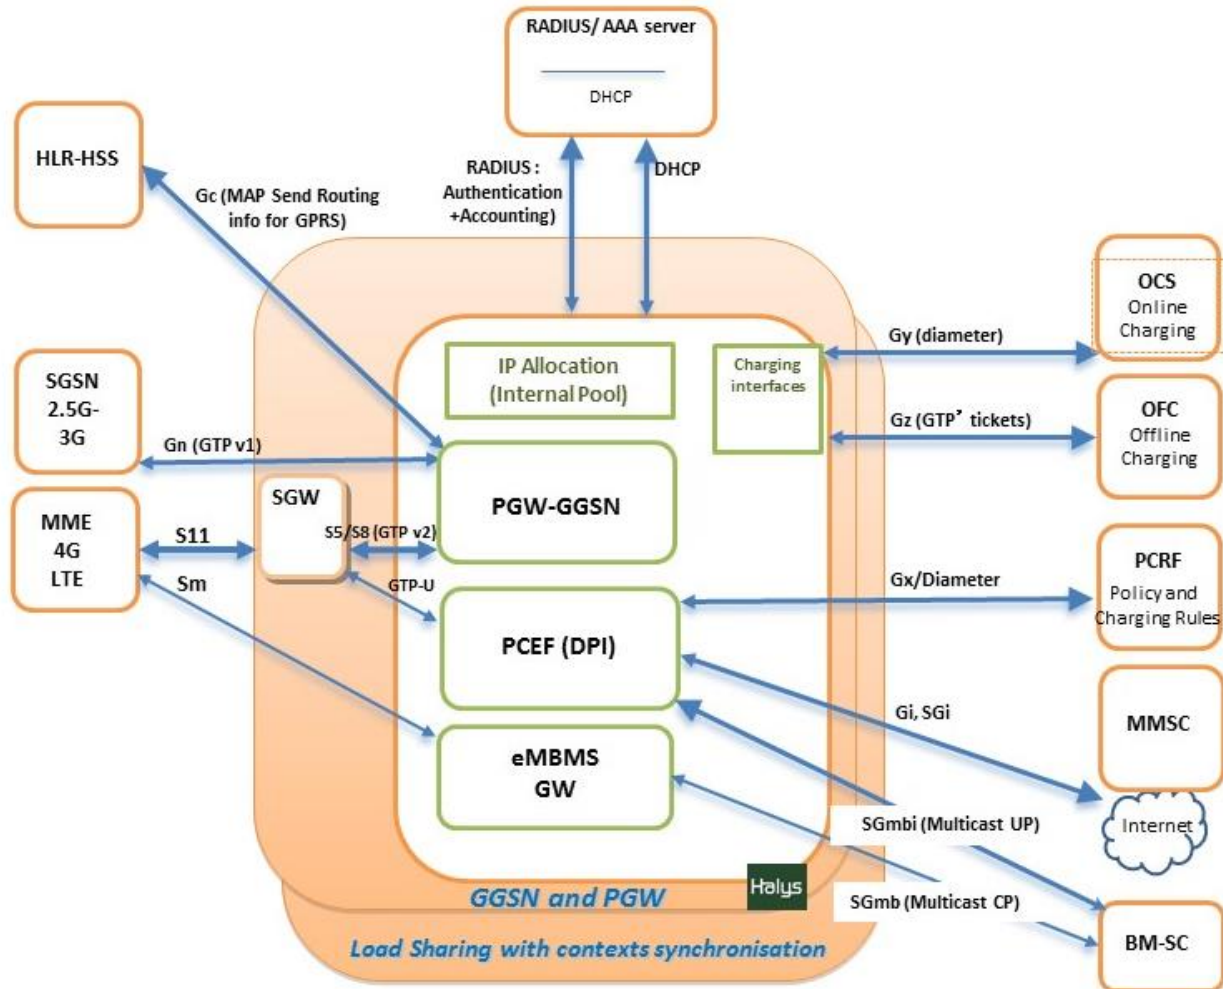 RADIUS/ AAA server
DHCP
HLR-HSS
Gc (MAP Send Routing
info for GPRS)
RADIUS :
Authentication
+Accounting)
DHCP
OCS
Online
Charging
Gy (diameter)
IP Allocation
(Internal Pool)
Charging
interfaces
SGSN
2.5G-
3G
Gn (GTP v1)
Gz (GTP’ tickets)
OFC
Offline
Charging
SGW
PGW-GGSN
MME
4G
LTE
S11
S5/S8 (GTP v2)
Sm
GTP-U
Gx/Diameter
PCRF
Policy and
Charging Rules
PCEF (DPI)
Gi, SGi
MMSC
eMBMS
GW
SGmbi (Multicast UP)
Internet
Halys
GGSN and PGW
SGmb (Multicast CP)
Load Sharing with contexts synchronisation
BM-SC